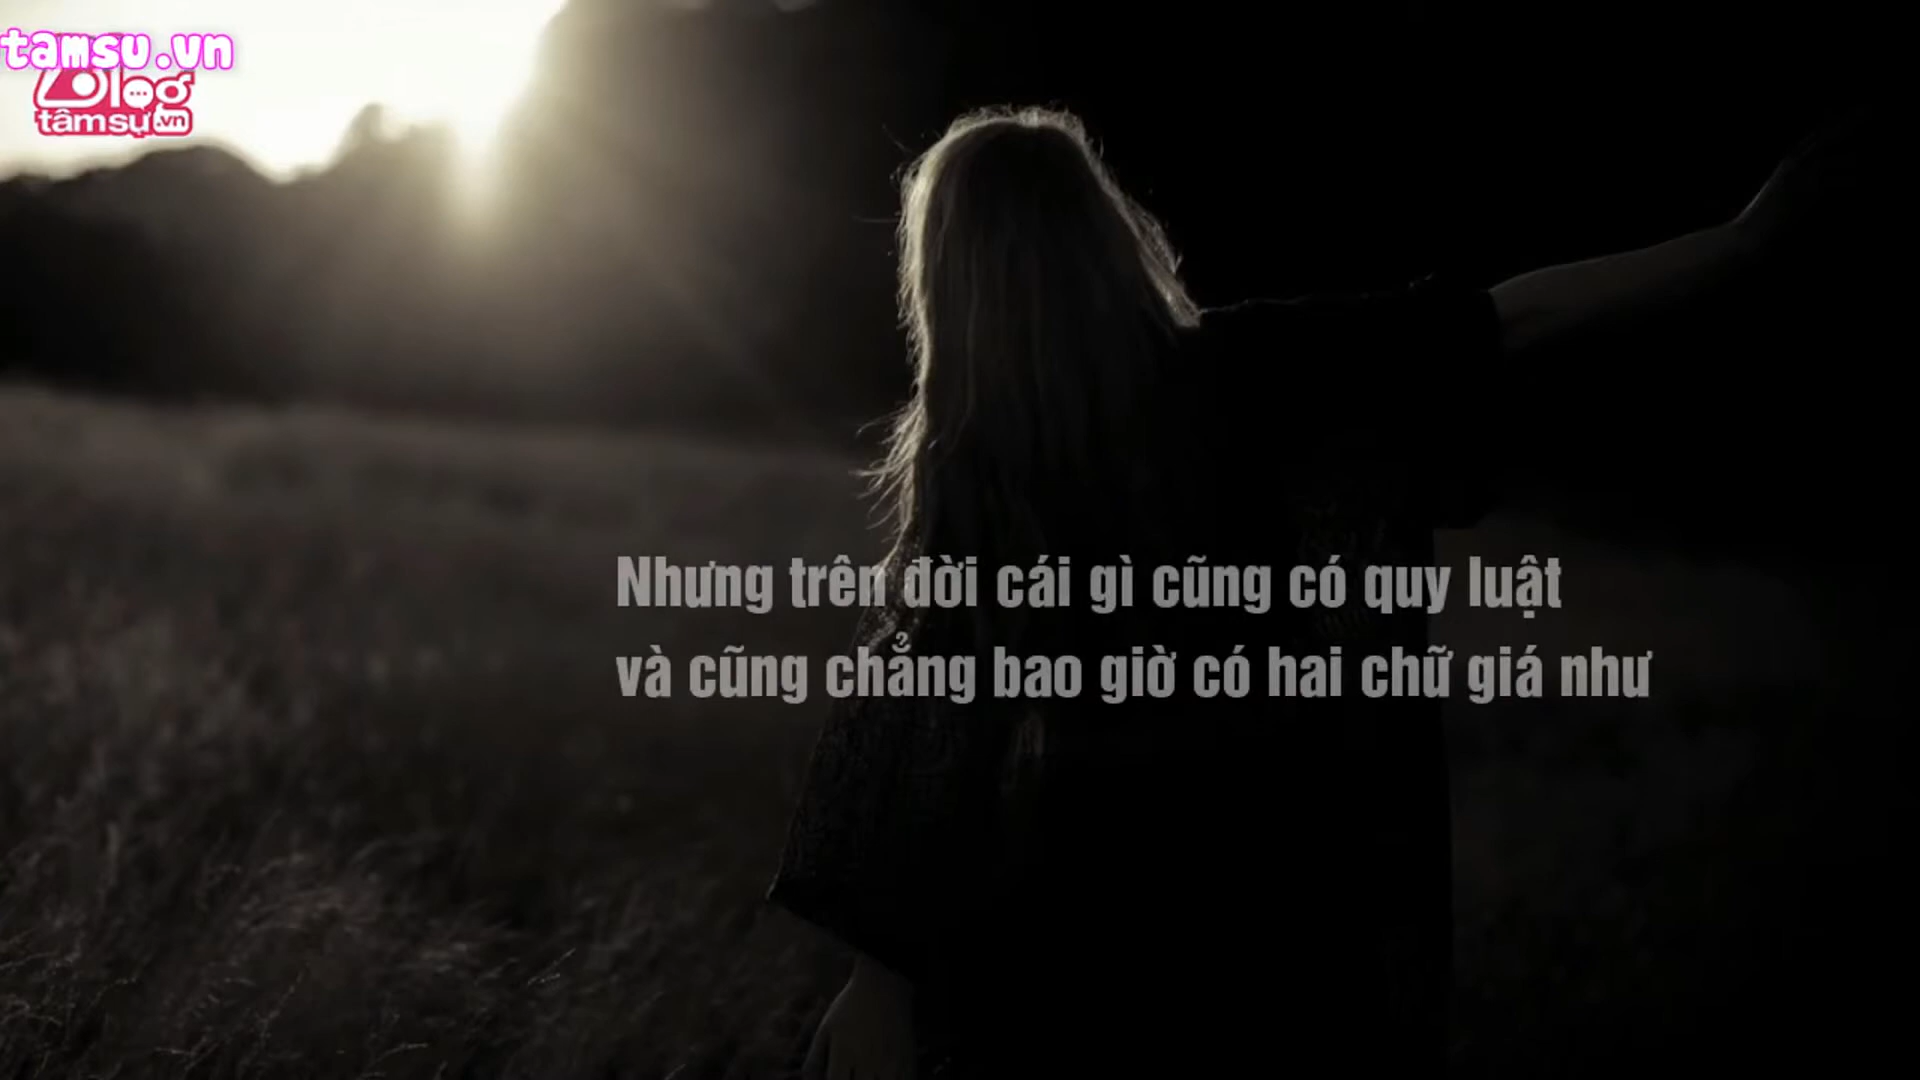 tamsu.vn
blog
tâmsự.vn
Nhưng trên đời cái gì cũng có quy luật
và cũng chẳng bao giờ có hai chữ giá như